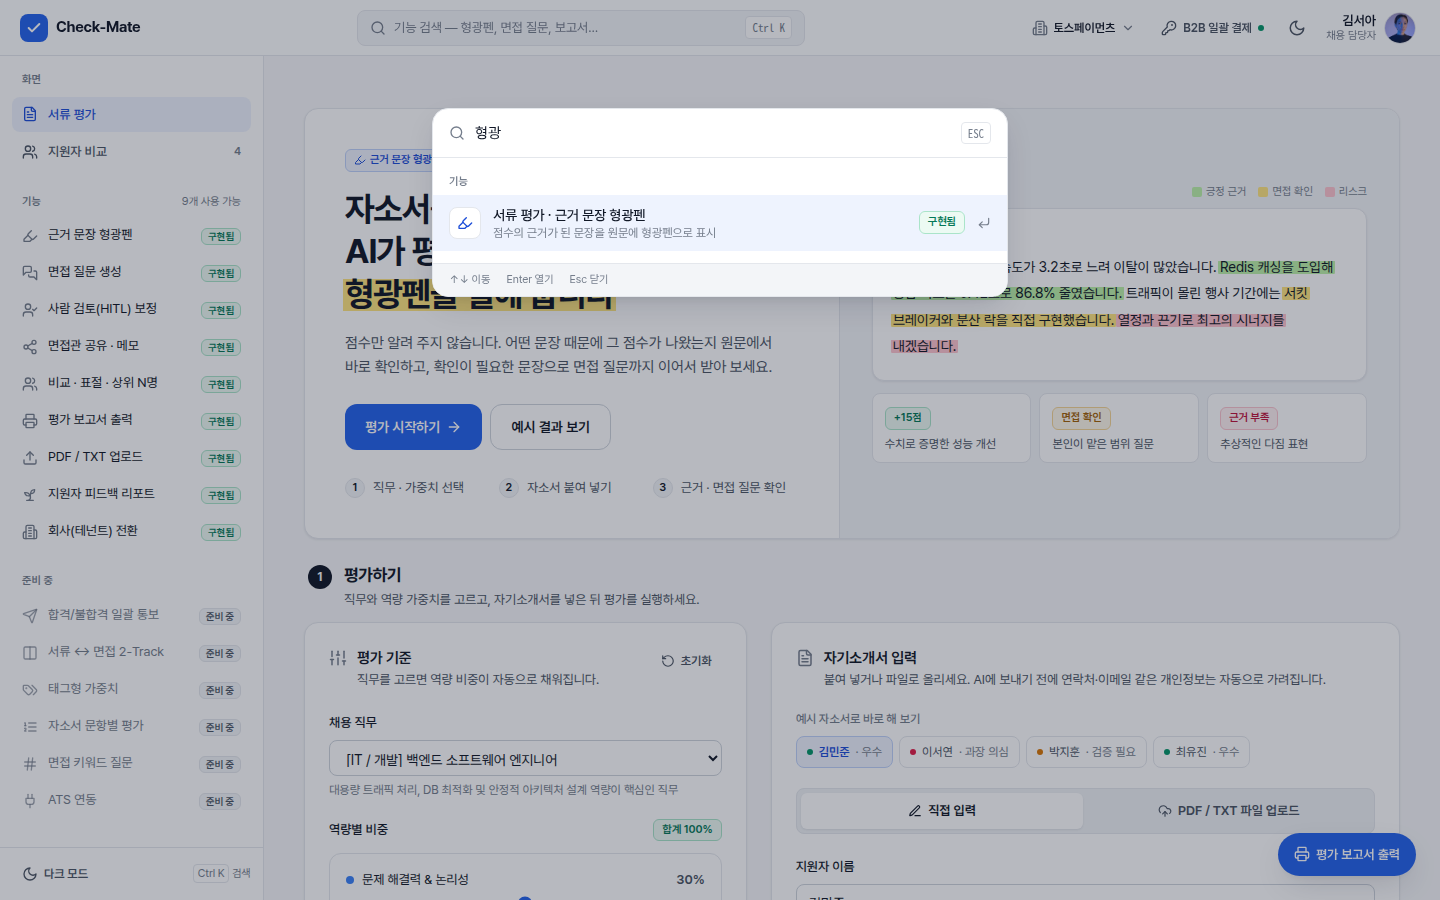 Check-Mate
기능 검색 — 형광펜, 면접 질문, 보고서...
Ctrl K
토스페이먼츠
B2B 일괄 결제
김서아
채용 담당자
화면
서류 평가
지원자 비교
4
기능
9개 사용 가능
근거 문장 형광펜
구현됨
면접 질문 생성
구현됨
사람 검토(HITL) 보정
구현됨
면접관 공유 · 메모
구현됨
비교 · 표절 · 상위 N명
구현됨
평가 보고서 출력
구현됨
PDF / TXT 업로드
구현됨
지원자 피드백 리포트
구현됨
회사(테넌트) 전환
구현됨
준비 중
합격/불합격 일괄 통보
준비 중
서류 ↔ 면접 2-Track
준비 중
태그형 가중치
준비 중
자소서 문항별 평가
준비 중
면접 키워드 질문
준비 중
ATS 연동
준비 중
다크 모드
Ctrl K 검색
형광
ESC
기능
서류 평가 · 근거 문장 형광펜
점수의 근거가 된 문장을 원문에 형광펜으로 표시
구현됨
↑↓ 이동
Enter 열기
Esc 닫기
근거 문장 형광
자소서
AI가 평
형광펜
점수만 알려 주지 않습니다. 어떤 문장 때문에 그 점수가 나왔는지 원문에서
바로 확인하고, 확인이 필요한 문장으로 면접 질문까지 이어서 받아 보세요.
평가 시작하기 →
예시 결과 보기
1 직무 · 가중치 선택
2 자소서 붙여 넣기
3 근거 · 면접 질문 확인
긍정 근거
면접 확인
리스크
도가 3.2초로 느려 이탈이 많았습니다. Redis 캐싱을 도입해
로 86.8% 줄였습니다. 트래픽이 몰린 행사 기간에는 서킷
브레이커와 분산 락을 직접 구현했습니다. 열정과 끈기로 최고의 시너지를
내겠습니다.
+15점
수치로 증명한 성능 개선
면접 확인
본인이 맡은 범위 질문
근거 부족
추상적인 다짐 표현
1 평가하기
직무와 역량 가중치를 고르고, 자기소개서를 넣은 뒤 평가를 실행하세요.
평가 기준
직무를 고르면 역량 비중이 자동으로 채워집니다.
초기화
채용 직무
[IT / 개발] 백엔드 소프트웨어 엔지니어
대용량 트래픽 처리, DB 최적화 및 안정적 아키텍처 설계 역량이 핵심인 직무
역량별 비중
합계 100%
문제 해결력 & 논리성
30%
자기소개서 입력
붙여 넣거나 파일로 올리세요. AI에 보내기 전에 연락처·이메일 같은 개인정보는 자동으로 가려집니다.
예시 자소서로 바로 해 보기
김민준 · 우수
이서연 · 과장 의심
박지훈 · 검증 필요
최유진 · 우수
직접 입력
PDF / TXT 파일 업로드
지원자 이름
평가 보고서 출력